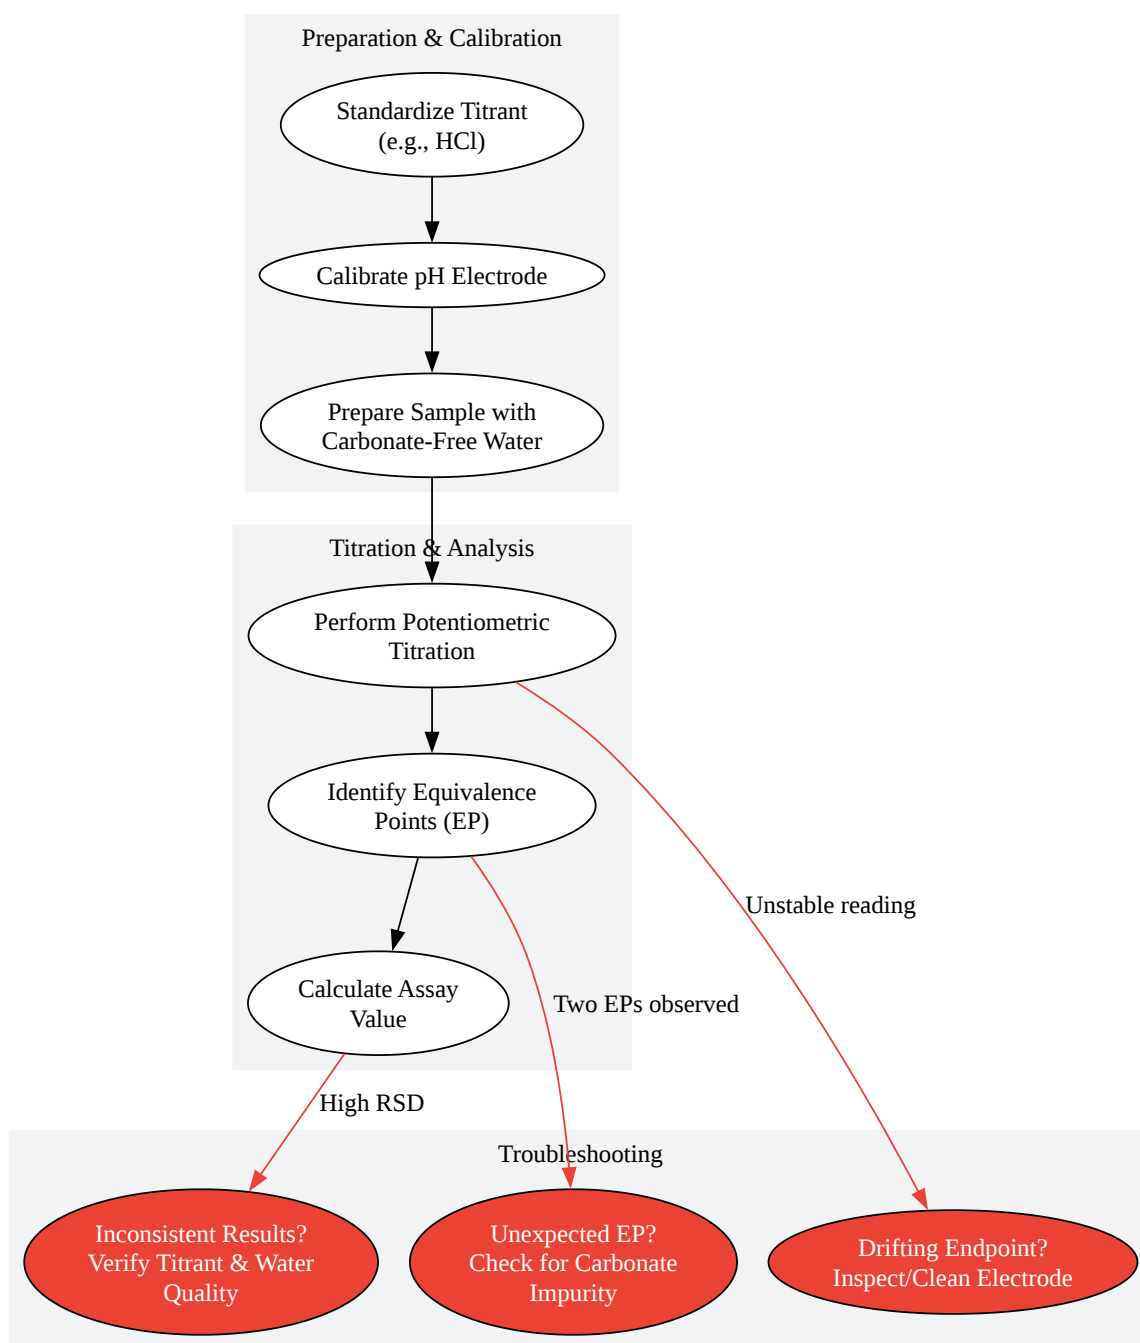 Preparation & Calibration
Standardize Titrant
(e.g., HCl)
Calibrate pH Electrode
Prepare Sample with
Carbonate-Free Water
Titration & Analysis
Perform Potentiometric
Titration
Identify Equivalence
Points (EP)
Unstable reading
Calculate Assay
Value
Two EPs observed
High RSD
Troubleshooting
Inconsistent Results?
Verify Titrant & Water
Quality
Unexpected EP?
Check for Carbonate
Impurity
Drifting Endpoint?
Inspect/Clean Electrode